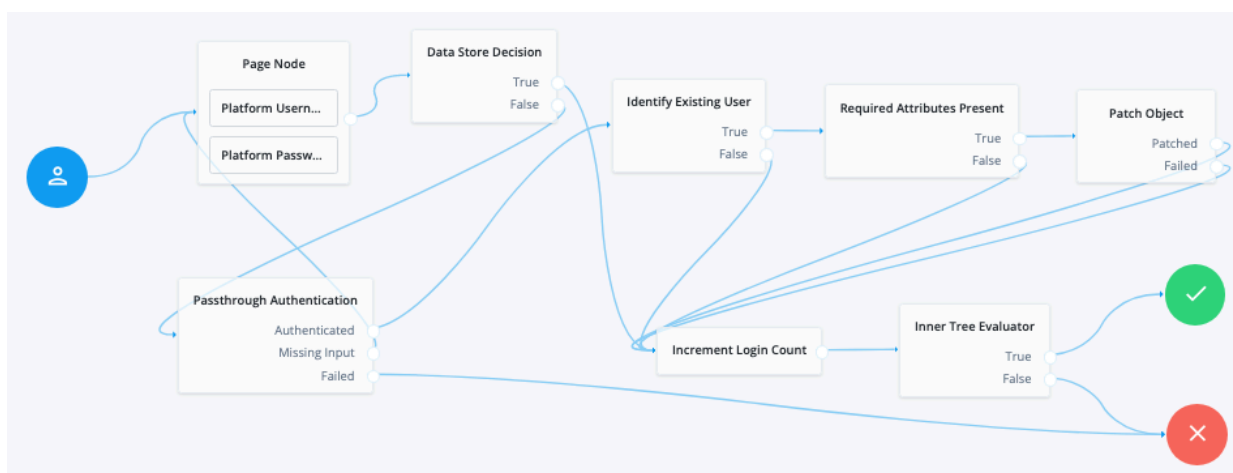 Page Node
Platform Usern...
Platform Passw...
Data Store Decision
True
False
Identify Existing User
True
False
Required Attributes Present
True
False
Patch Object
Patched
Failed
Passthrough Authentication
Authenticated
Missing Input
Failed
Increment Login Count
Inner Tree Evaluator
True
False